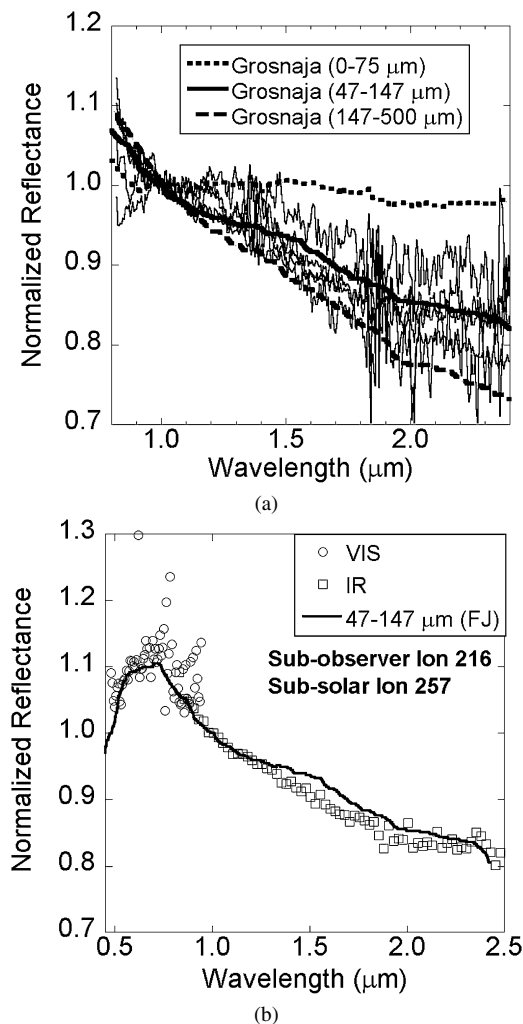 1.2
1.1
1.0
0.9
0.8
0.7
Normalized Reflectance
Grosnaja (0-75 μm)
Grosnaja (47-147 μm)
Grosnaja (147-500 μm)
1.0
1.5
2.0
Wavelength (μm)
(a)
1.3
1.2
1.1
1.0
0.9
0.8
0.7
Normalized Reflectance
VIS
IR
47-147 μm (FJ)
Sub-observer lon 216
Sub-solar lon 257
0.5
1.0
1.5
2.0
2.5
Wavelength (μm)
(b)